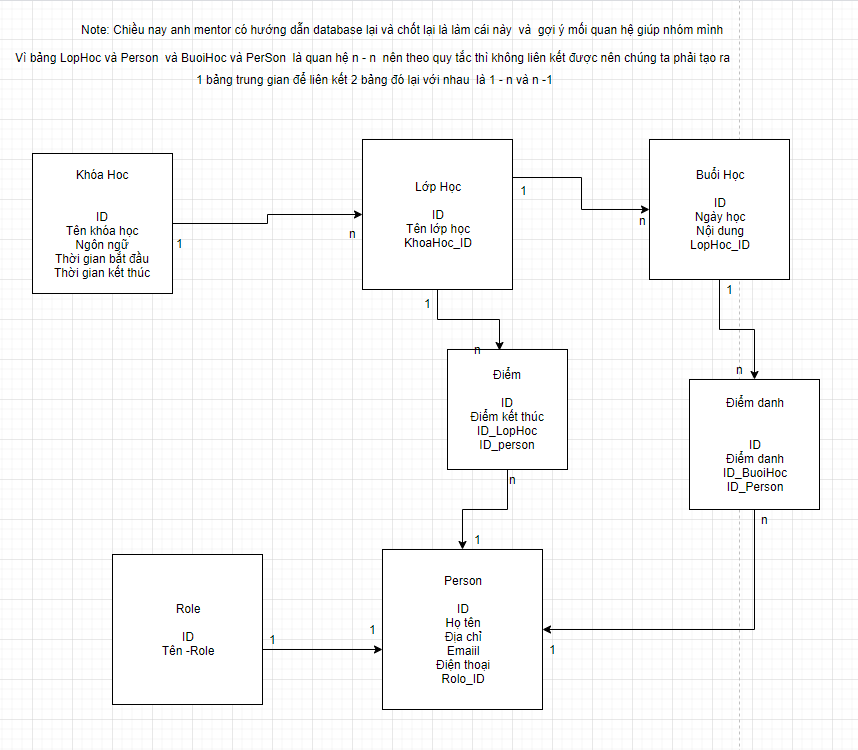 Note: Chiều nay anh mentor có hướng dẫn database lại và chốt lại là làm cái này và gợi ý mối quan hệ giúp nhóm mình
Vì bảng LopHoc và Person và BuoiHoc và PerSon là quan hệ n - n nên theo quy tắc thì không liên kết được nên chúng ta phải tạo ra
1 bảng trung gian để liên kết 2 bảng đó lại với nhau là 1 - n và n -1
Khóa Hoc
ID
Tên khóa học
Ngôn ngữ
Thời gian bắt đầu
Thời gian kết thúc
1
n
Lớp Học
ID
Tên lớp học
KhoaHoc_ID
1
n
Buổi Học
ID
Ngày học
Nội dung
LopHoc_ID
1
n
Điểm
ID
Điểm kết thúc
ID_LopHoc
ID_person
n
1
1
n
Điểm danh
ID
Điểm danh
ID_BuoiHoc
ID_Person
n
1
Role
ID
Tên -Role
1
1
Person
ID
Họ tên
Địa chỉ
Emaiil
Điện thoại
Rolo_ID